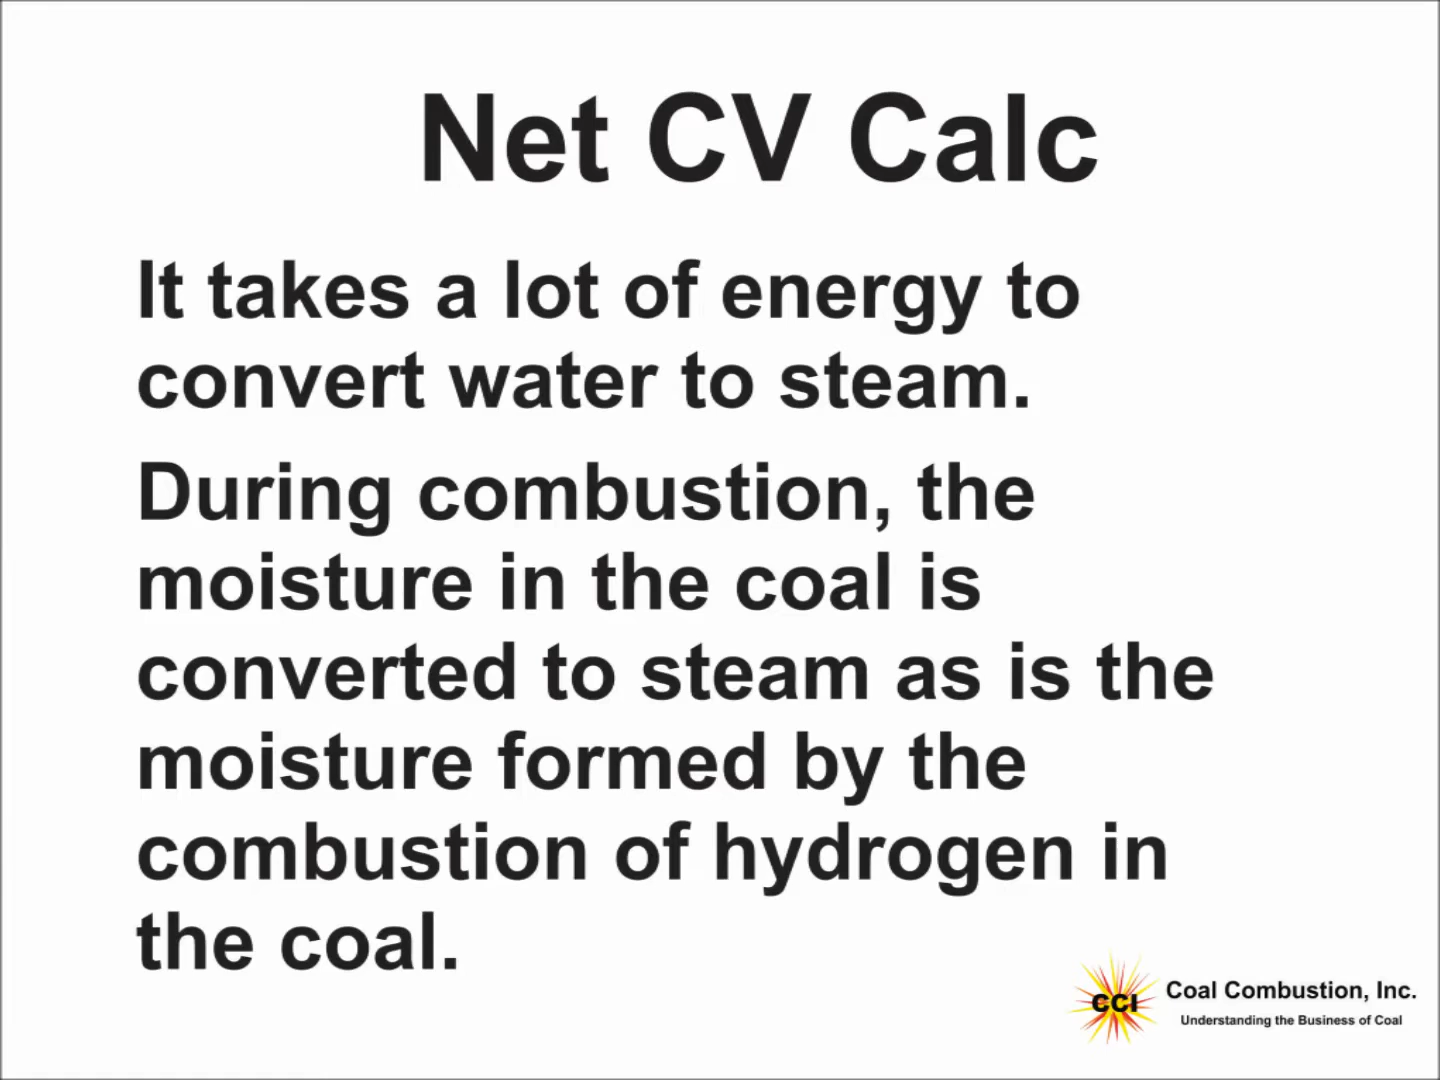 Net CV Calc
It takes a lot of energy to
convert water to steam.
During combustion, the
moisture in the coal is
converted to steam as is the
moisture formed by the
combustion of hydrogen in
the coal.
CCI
Coal Combustion, Inc.
Understanding the Business of Coal